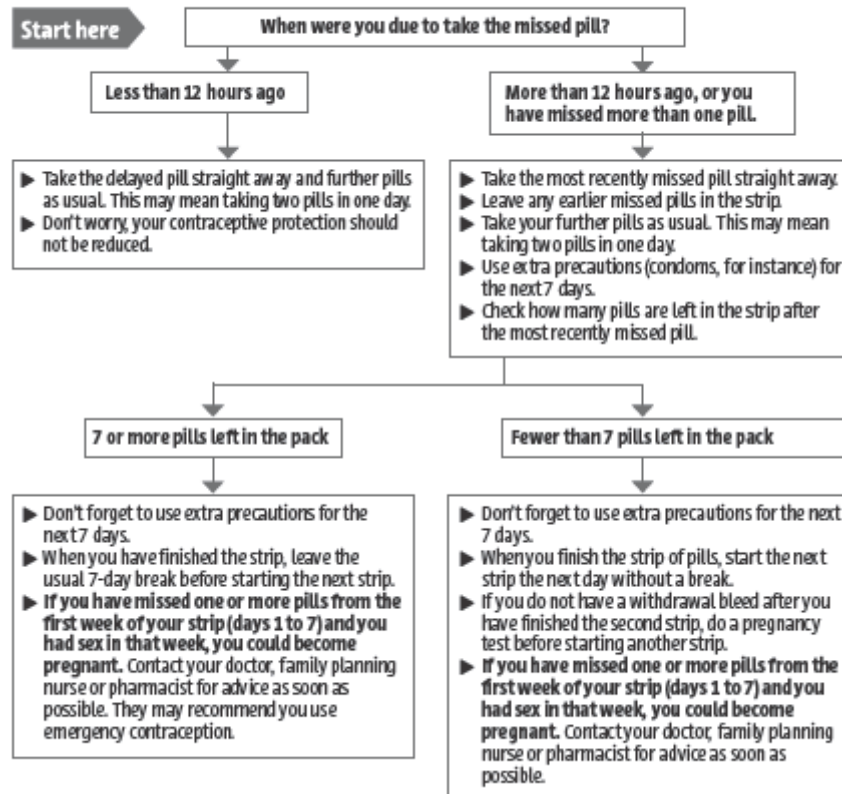 Start here
When were you due to take the missed pill?
Less than 12 hours ago
More than 12 hours ago, or you
have missed more than one pill.
▶ Take the delayed pill straight away and further pills
as usual. This may mean taking two pills in one day.
▶ Don't worry, your contraceptive protection should
not be reduced.
▶ Take the most recently missed pill straight away.
▶ Leave any earlier missed pills in the strip.
▶ Take your further pills as usual. This may mean
taking two pills in one day.
▶ Use extra precautions (condoms, for instance) for
the next 7 days.
▶ Check how many pills are left in the strip after
the most recently missed pill.
7 or more pills left in the pack
Fewer than 7 pills left in the pack
▶ Don't forget to use extra precautions for the
next 7 days.
▶ When you have finished the strip, leave the
usual 7-day break before starting the next strip.
▶ If you have missed one or more pills from the
first week of your strip (days 1 to 7) and you
had sex in that week, you could become
pregnant. Contact your doctor, family planning
nurse or pharmacist for advice as soon as
possible. They may recommend you use
emergency contraception.
▶ Don't forget to use extra precautions for the next
7 days.
▶ When you finish the strip of pills, start the next
strip the next day without a break.
▶ If you do not have a withdrawal bleed after you
have finished the second strip, do a pregnancy
test before starting another strip.
▶ If you have missed one or more pills from the
first week of your strip (days 1 to 7) and you
had sex in that week, you could become
pregnant. Contact your doctor, family planning
nurse or pharmacist for advice as soon as
possible.